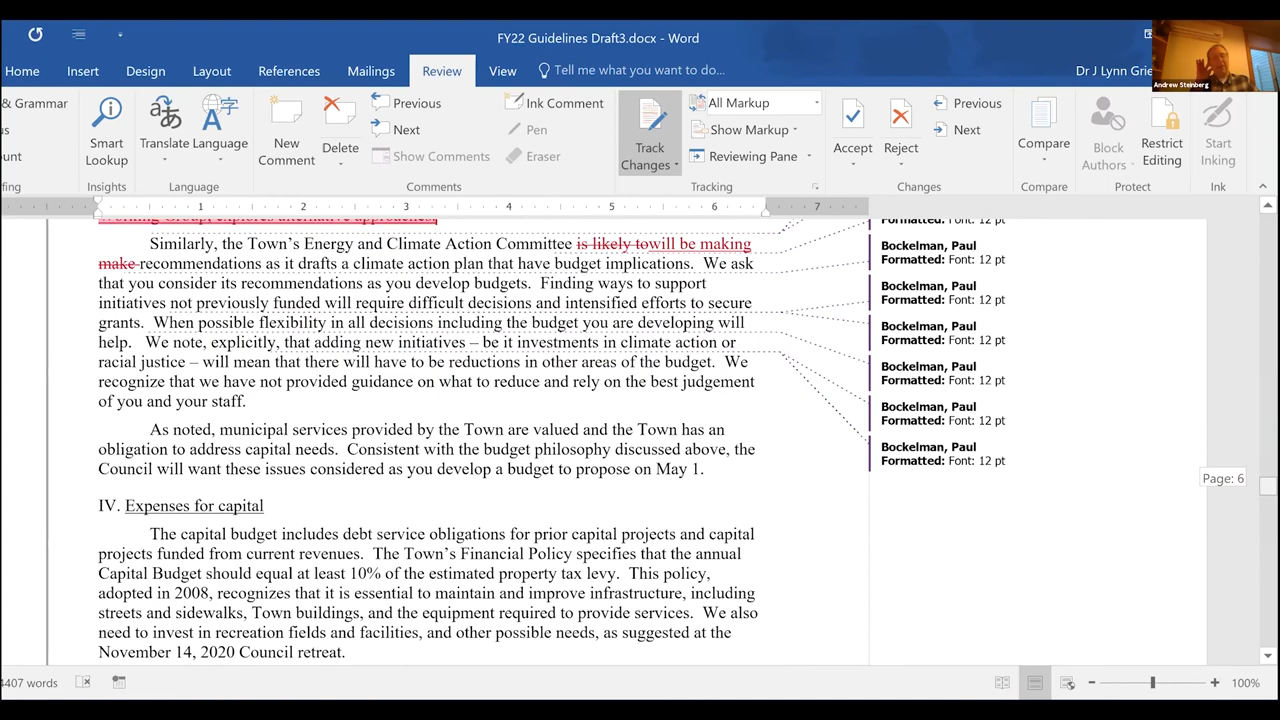 FY22 Guidelines Draft3.docx - Word
Dr J Lynn Grie
Andrew Steinberg
Home Insert Design Layout References Mailings Review View Tell me what you want to do...
& Grammar
Smart Lookup
Insights
Translate Language
Language
New Comment
Delete
Previous
Next
Show Comments
Ink Comment
Pen
Eraser
Comments
Track Changes
All Markup
Show Markup
Reviewing Pane
Tracking
Accept
Reject
Previous
Next
Changes
Compare
Compare
Block Authors
Restrict Editing
Protect
Start Inking
Ink
1 2 3 4 5 6 7
Working Group, explores alternative approaches.
Similarly, the Town's Energy and Climate Action Committee is likely towill be making
make recommendations as it drafts a climate action plan that have budget implications. We ask
that you consider its recommendations as you develop budgets. Finding ways to support
initiatives not previously funded will require difficult decisions and intensified efforts to secure
grants. When possible flexibility in all decisions including the budget you are developing will
help. We note, explicitly, that adding new initiatives – be it investments in climate action or
racial justice – will mean that there will have to be reductions in other areas of the budget. We
recognize that we have not provided guidance on what to reduce and rely on the best judgement
of you and your staff.
As noted, municipal services provided by the Town are valued and the Town has an
obligation to address capital needs. Consistent with the budget philosophy discussed above, the
Council will want these issues considered as you develop a budget to propose on May 1.
IV. Expenses for capital
The capital budget includes debt service obligations for prior capital projects and capital
projects funded from current revenues. The Town's Financial Policy specifies that the annual
Capital Budget should equal at least 10% of the estimated property tax levy. This policy,
adopted in 2008, recognizes that it is essential to maintain and improve infrastructure, including
streets and sidewalks, Town buildings, and the equipment required to provide services. We also
need to invest in recreation fields and facilities, and other possible needs, as suggested at the
November 14, 2020 Council retreat.
Formatted: Font: 12 pt
Bockelman, Paul
Formatted: Font: 12 pt
Bockelman, Paul
Formatted: Font: 12 pt
Bockelman, Paul
Formatted: Font: 12 pt
Bockelman, Paul
Formatted: Font: 12 pt
Bockelman, Paul
Formatted: Font: 12 pt
Bockelman, Paul
Formatted: Font: 12 pt
Page: 6
4407 words
100%